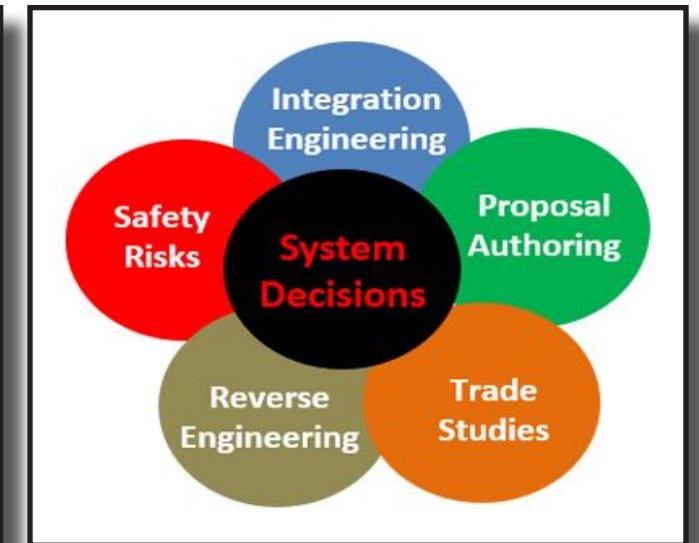 Integration
Engineering
Proposal
Authoring
Safety
Risks
System
Decisions
Trade
Studies
Reverse
Engineering